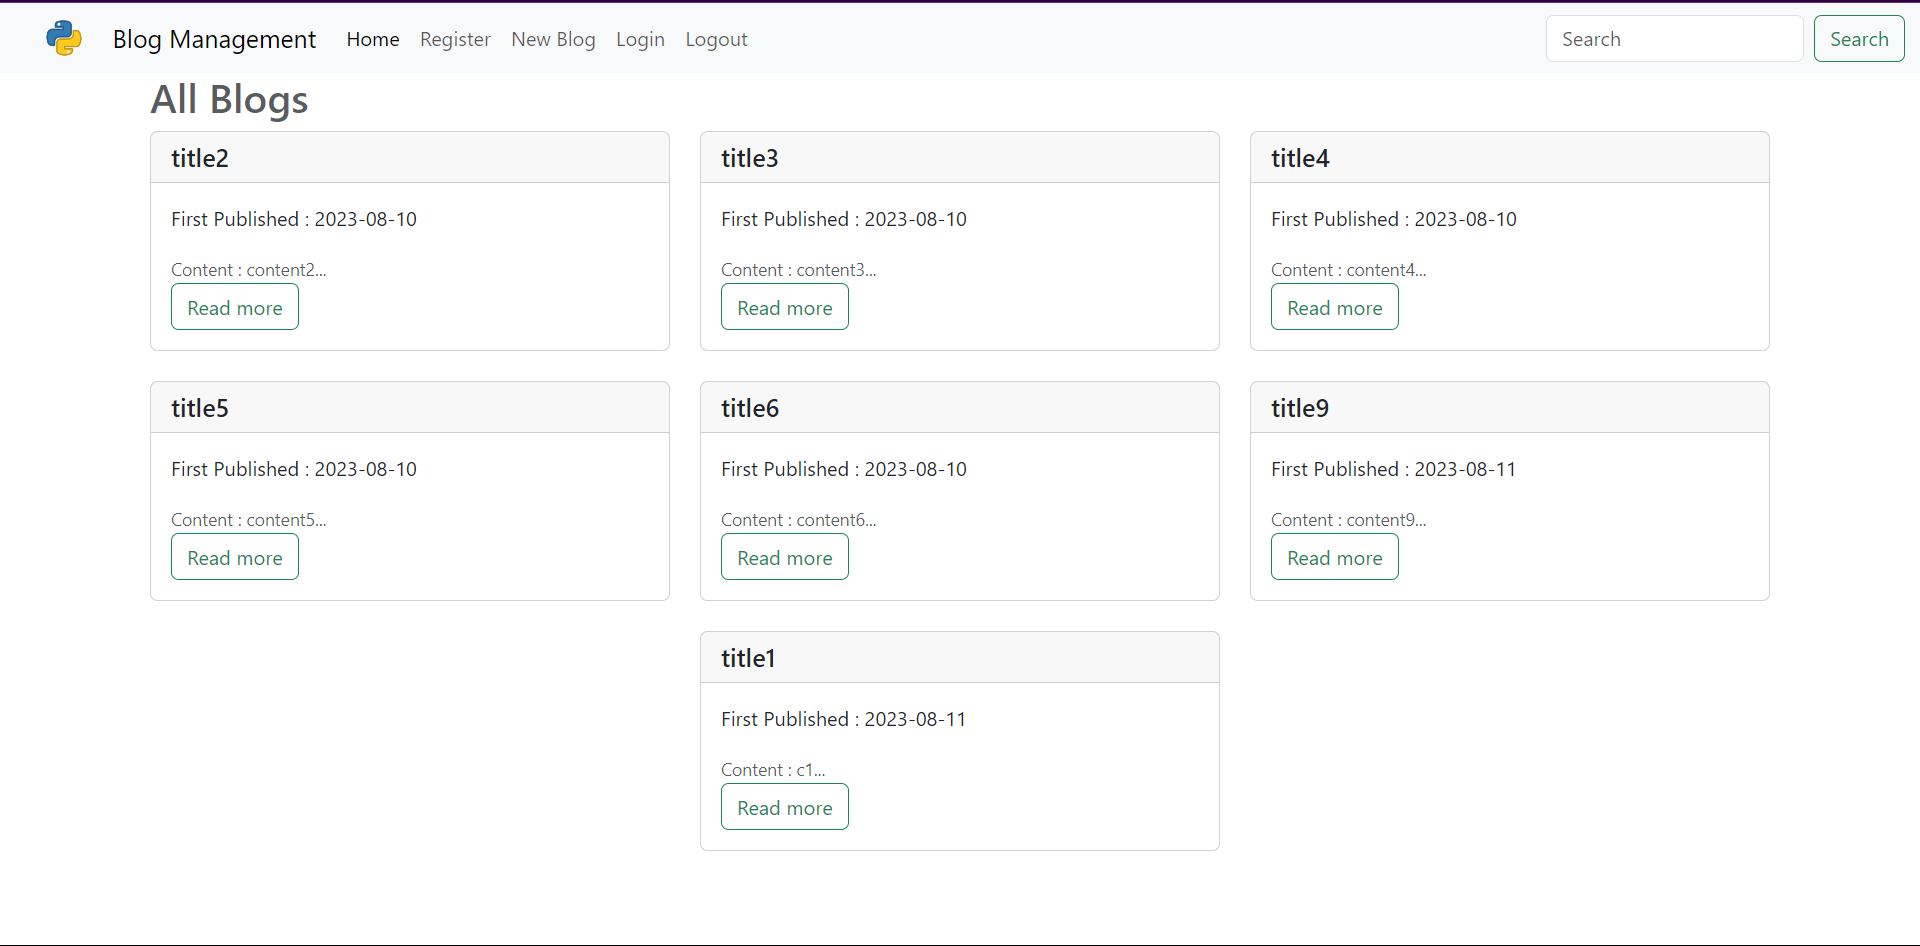 Blog Management Home Register New Blog Login Logout Search Search
All Blogs
title2
First Published : 2023-08-10
Content : content2...
Read more
title3
First Published : 2023-08-10
Content : content3...
Read more
title4
First Published : 2023-08-10
Content : content4...
Read more
title5
First Published : 2023-08-10
Content : content5...
Read more
title6
First Published : 2023-08-10
Content : content6...
Read more
title9
First Published : 2023-08-11
Content : content9...
Read more
title1
First Published : 2023-08-11
Content : c1...
Read more